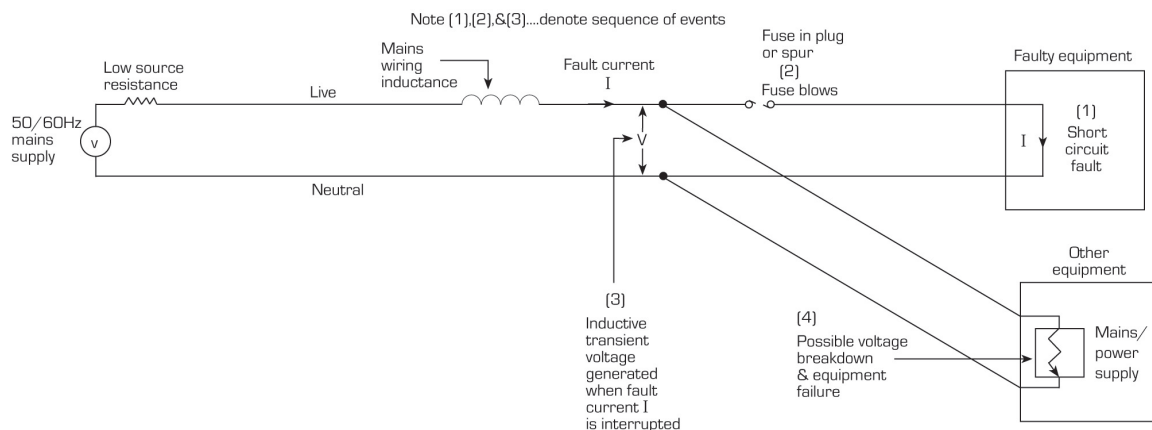 Note (1),(2),&(3)....denote sequence of events
Mains
wiring
inductance
Low source
resistance
Live
Fault current
I
Fuse in plug
or spur
(2)
Fuse blows
Faulty equipment
(1)
Short
circuit
fault
I
50/60Hz
mains
supply
v
V
Neutral
(3)
Inductive
transient
voltage
generated
when fault
current I
is interrupted
(4)
Possible voltage
breakdown
& equipment
failure
Other
equipment
Mains/
power
supply